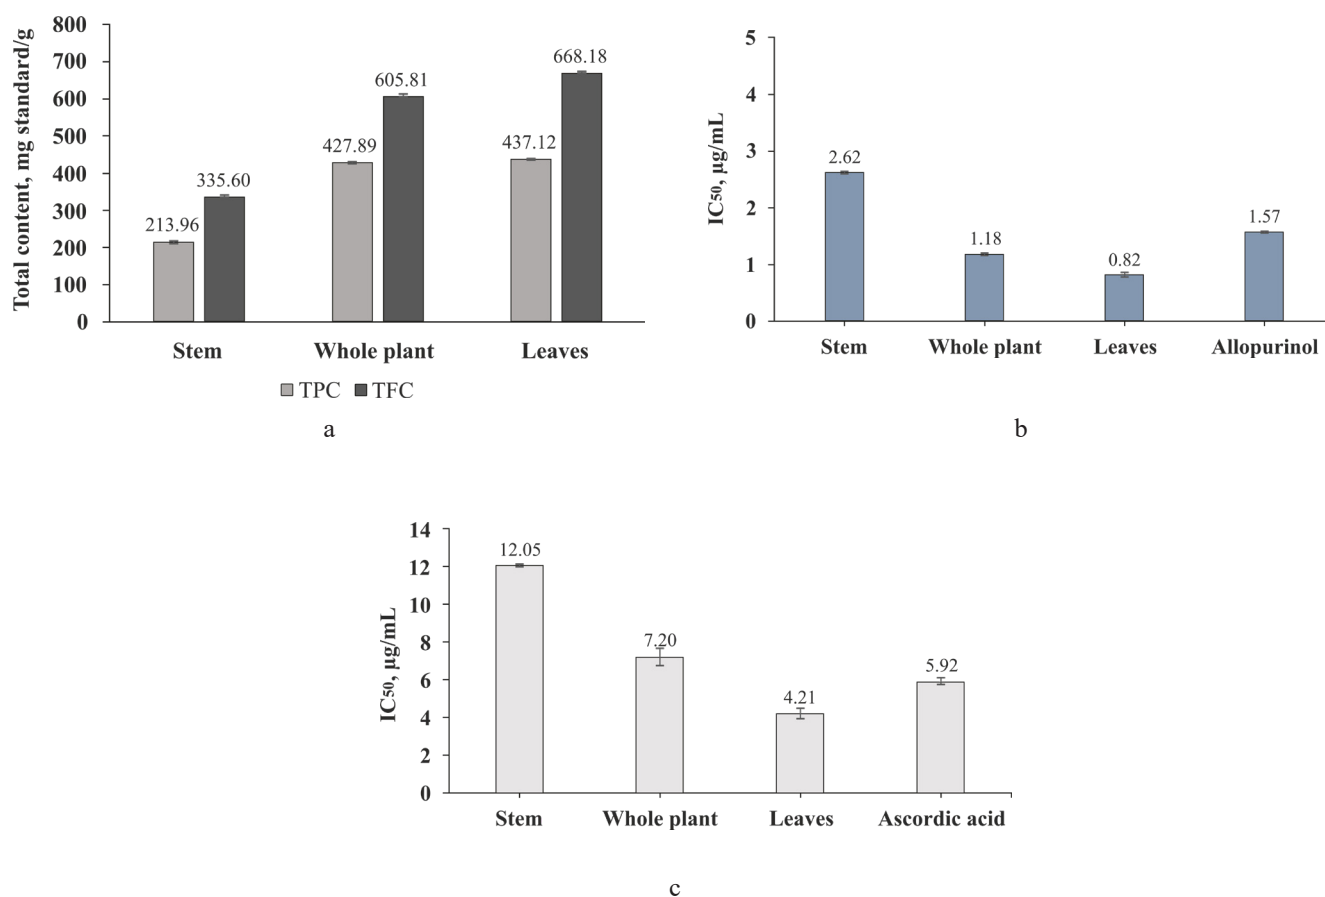 Total content, mg standard/g
800
700
600
500
400
300
200
100
0
213.96
335.60
427.89
605.81
437.12
668.18
Stem
Whole plant
Leaves
TPC
TFC
a
IC50, µg/mL
5
4
3
2
1
0
2.62
1.18
0.82
1.57
Stem
Whole plant
Leaves
Allopurinol
b
IC50, µg/mL
14
12
10
8
6
4
2
0
12.05
7.20
4.21
5.92
Stem
Whole plant
Leaves
Ascordic acid
c